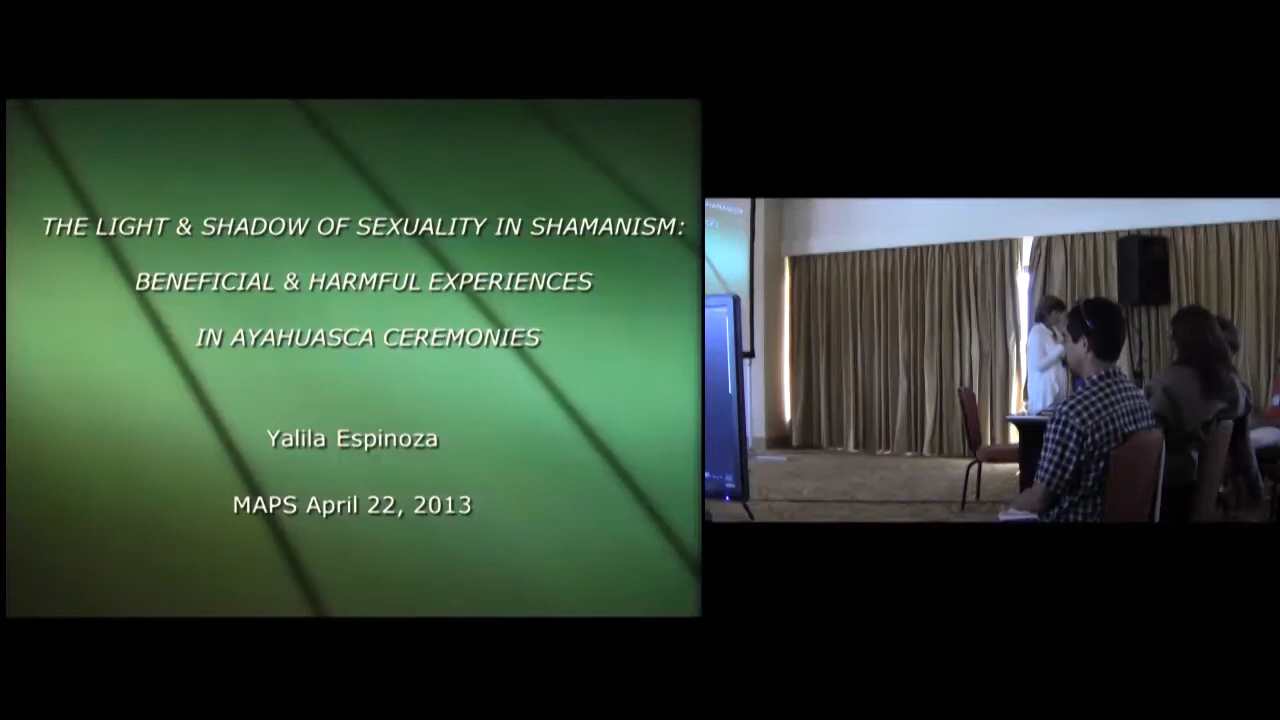 THE LIGHT & SHADOW OF SEXUALITY IN SHAMANISM:
BENEFICIAL & HARMFUL EXPERIENCES
IN AYAHUASCA CEREMONIES
Yalila Espinoza
MAPS April 22, 2013